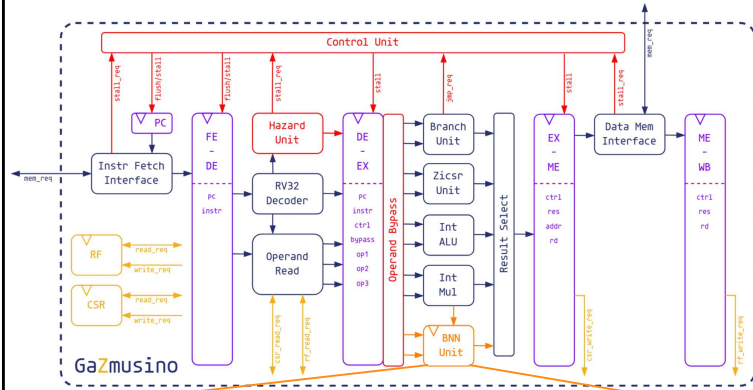 Control Unit
mem_req
stall_req
flush/stall
flush/stall
stall_req
stall
jmp_req
stall
stall_req
PC
FE
-
DE
pc
instr
Hazard
Unit
DE
-
EX
pc
instr
ctrl
bypass
op1
op2
op3
Operand Bypass
Branch
Unit
Result Select
EX
-
ME
ctrl
res
addr
rd
Data Mem
Interface
ME
-
WB
ctrl
res
rd
Instr Fetch
Interface
mem_req
RV32
Decoder
Zicsr
Unit
Operand
Read
Int
ALU
Int
Mul
BNN
Unit
RF
read_req
write_req
CSR
read_req
write_req
csr_read_req
rf_read_req
csr_write_req
rf_write_req
GaZmusino